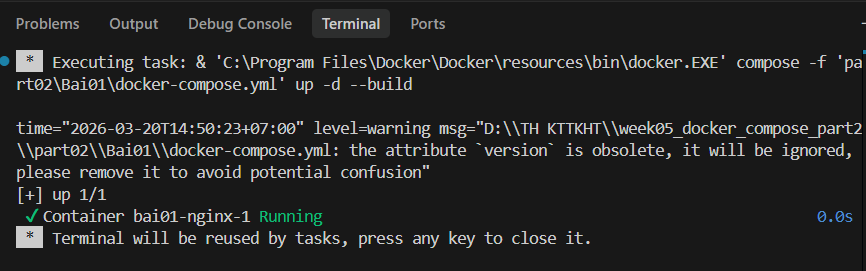 Problems Output Debug Console Terminal Ports
* Executing task: & 'C:\Program Files\Docker\Docker\resources\bin\docker.EXE' compose -f 'pa
rt02\Bai01\docker-compose.yml' up -d --build
time="2026-03-20T14:50:23+07:00" level=warning msg="D:\\TH KTTKHT\\week05_docker_compose_part2
\\part02\\Bai01\\docker-compose.yml: the attribute `version` is obsolete, it will be ignored,
please remove it to avoid potential confusion"
[+] up 1/1
✓ Container bai01-nginx-1 Running 0.0s
* Terminal will be reused by tasks, press any key to close it.